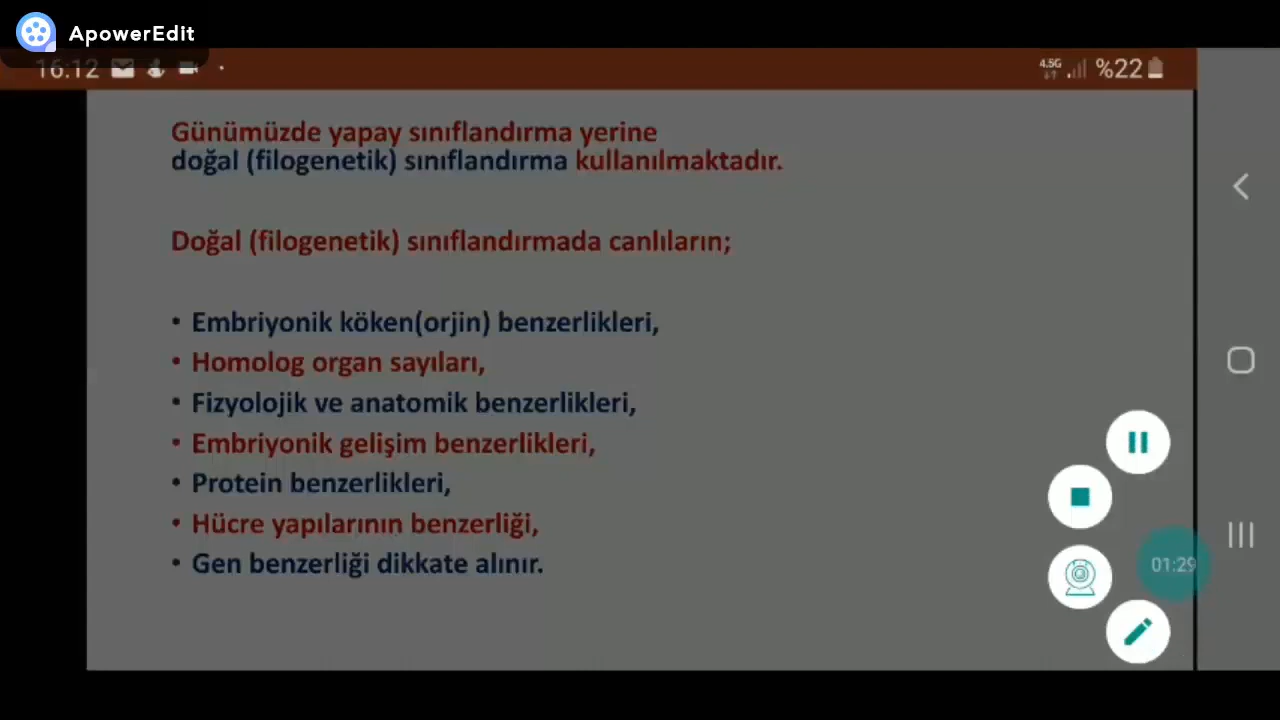 ApowerEdit
16:12
4.5G %22
Günümüzde yapay sınıflandırma yerine
doğal (filogenetik) sınıflandırma kullanılmaktadır.
Doğal (filogenetik) sınıflandırmada canlıların;
• Embriyonik köken(orjin) benzerlikleri,
• Homolog organ sayıları,
• Fizyolojik ve anatomik benzerlikleri,
• Embriyonik gelişim benzerlikleri,
• Protein benzerlikleri,
• Hücre yapılarının benzerliği,
• Gen benzerliği dikkate alınır.
01:29